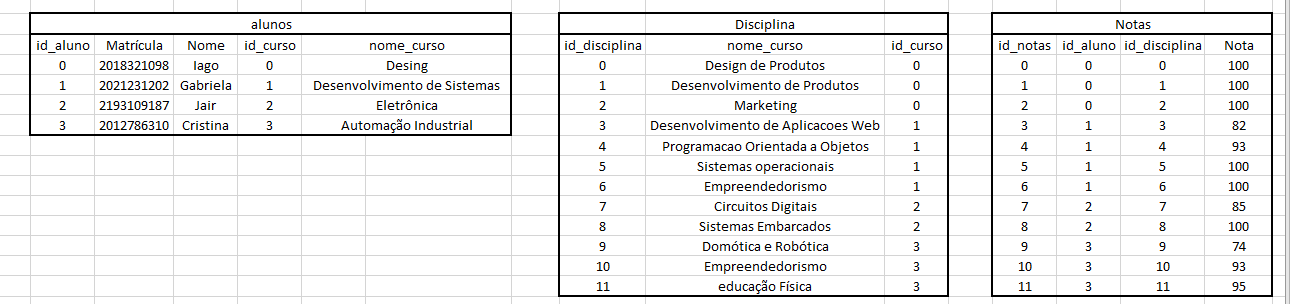 alunos Disciplina Notas
id_aluno Matrícula Nome id_curso nome_curso id_disciplina nome_curso id_curso id_notas id_aluno id_disciplina Nota
0 2018321098 Iago 0 Desing 0 Design de Produtos 0 0 0 0 100
1 2021231202 Gabriela 1 Desenvolvimento de Sistemas 1 Desenvolvimento de Produtos 0 1 0 1 100
2 2193109187 Jair 2 Eletrônica 2 Marketing 0 2 0 2 100
3 2012786310 Cristina 3 Automação Industrial 3 Desenvolvimento de Aplicacoes Web 1 3 1 3 82
4 Programacao Orientada a Objetos 1 4 1 4 93
5 Sistemas operacionais 1 5 1 5 100
6 Empreendedorismo 1 6 1 6 100
7 Circuitos Digitais 2 7 2 7 85
8 Sistemas Embarcados 2 8 2 8 100
9 Domótica e Robótica 3 9 3 9 74
10 Empreendedorismo 3 10 3 10 93
11 educação Física 3 11 3 11 95